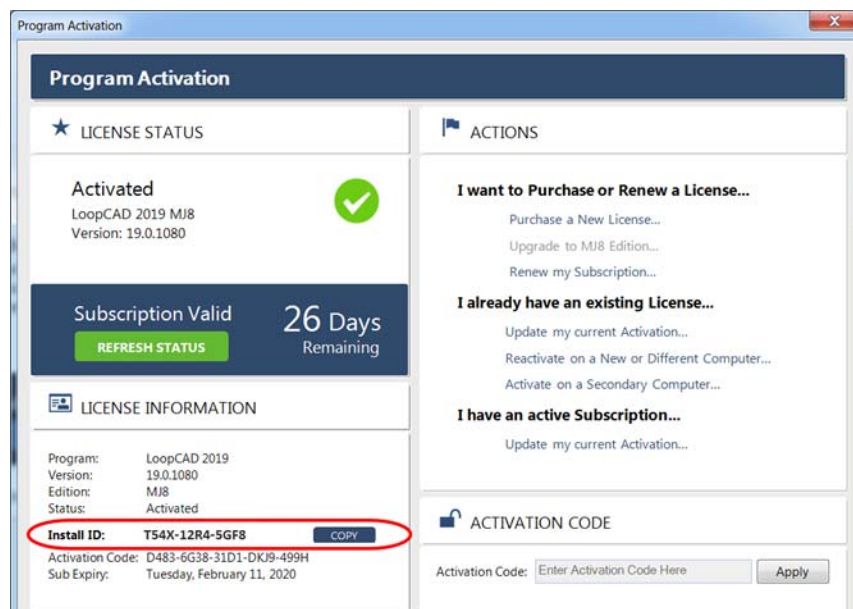 Program Activation
Program Activation
LICENSE STATUS
Activated
LoopCAD 2019 MJ8
Version: 19.0.1080
Subscription Valid
26 Days
REFRESH STATUS
Remaining
LICENSE INFORMATION
Program: LoopCAD 2019
Version: 19.0.1080
Edition: MJ8
Status: Activated
Install ID: T54X-12R4-5GF8 COPY
Activation Code: D483-6G38-31D1-DKJ9-499H
Sub Expiry: Tuesday, February 11, 2020
ACTIONS
I want to Purchase or Renew a License...
Purchase a New License...
Upgrade to MJ8 Edition...
Renew my Subscription...
I already have an existing License...
Update my current Activation...
Reactivate on a New or Different Computer...
Activate on a Secondary Computer...
I have an active Subscription...
Update my current Activation...
ACTIVATION CODE
Activation Code: Enter Activation Code Here Apply